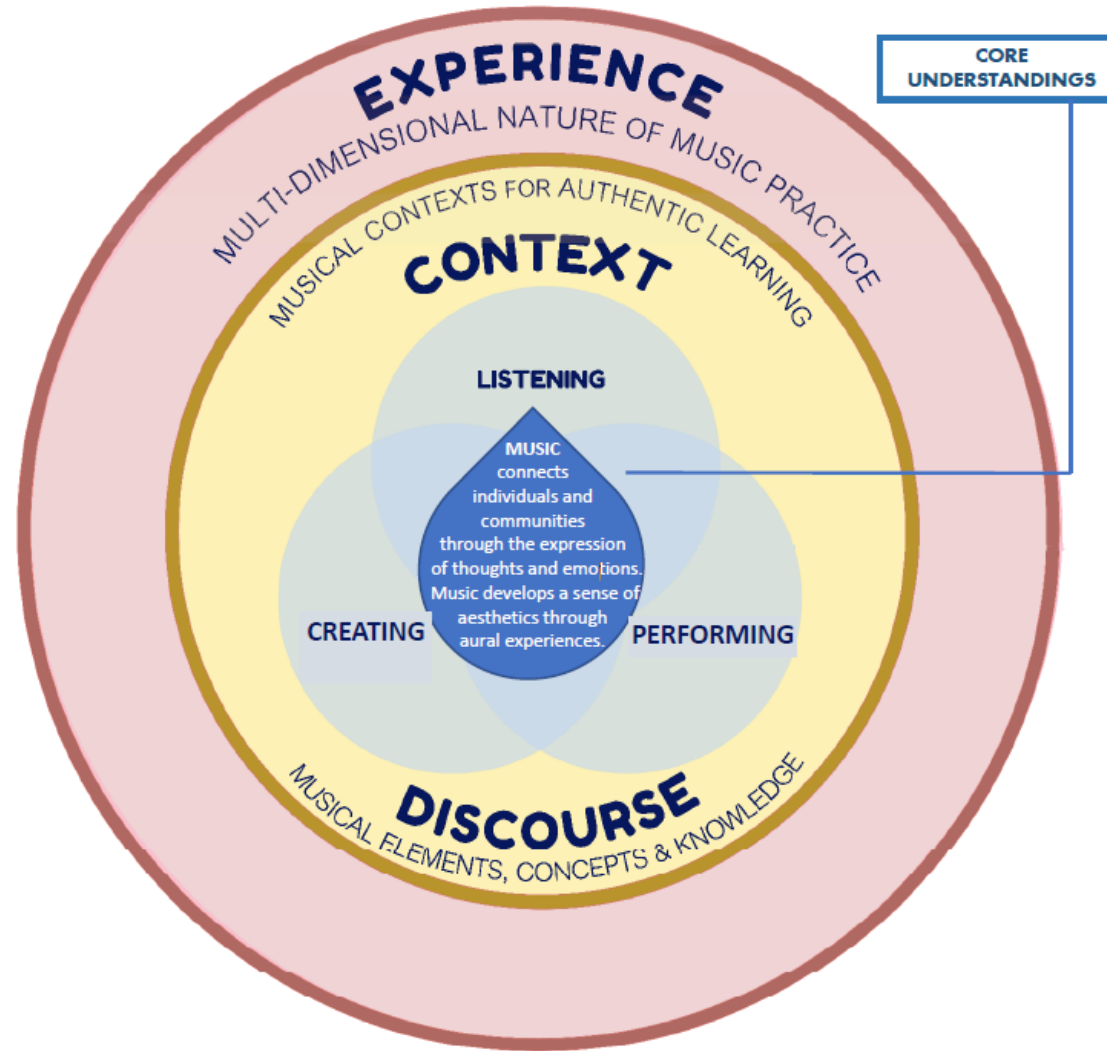 EXPERIENCE
CORE
UNDERSTANDINGS
MULTI-DIMENSIONAL NATURE OF MUSIC PRACTICE
MUSICAL CONTEXTS FOR AUTHENTIC LEARNING
CONTEXT
LISTENING
MUSIC
connects
individuals and
communities
through the expression
of thoughts and emotions.
Music develops a sense of
aesthetics through
aural experiences.
CREATING
PERFORMING
DISCOURSE
MUSICAL ELEMENTS, CONCEPTS & KNOWLEDGE